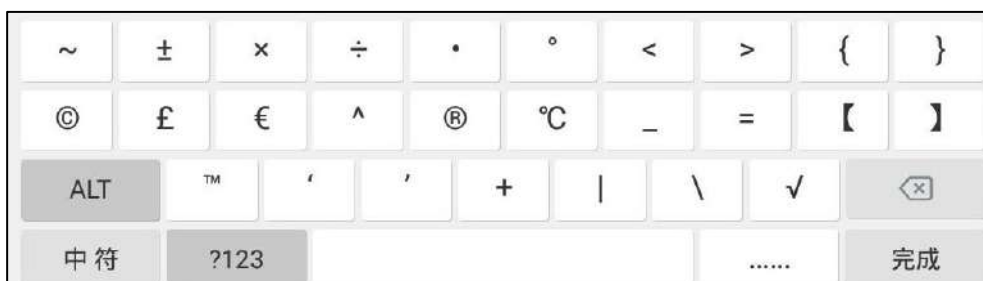 ~ ± × ÷ • ° < > { }
© £ € ^ ® ℃ _ = 【 】
ALT ™ ‘ ’ + | \ √
中 符 ?123 …… 完成